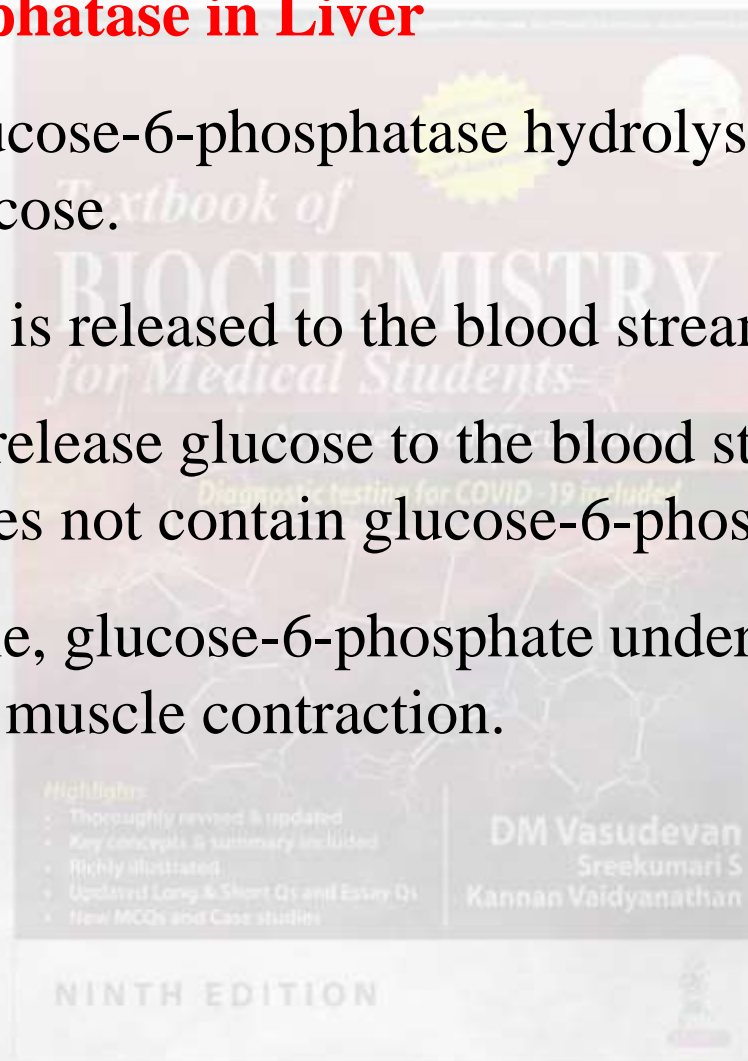 phatase in Liver
ucose-6-phosphatase hydrolys
cose.
Textbook of
BIOCHEMISTRY
is released to the blood strear
for Medical Students
release glucose to the blood st
Diagnostic testing for COVID-19 included
es not contain glucose-6-phos
le, glucose-6-phosphate under
muscle contraction.
Highlights
• Thoroughly revised & updated
• Key concepts & summary included
• Richly illustrated
• Updated Long & Short Qs and Essay Qs
• New MCQs and Case studies
DM Vasudevan
Sreekumari S
Kannan Vaidyanathan
NINTH EDITION